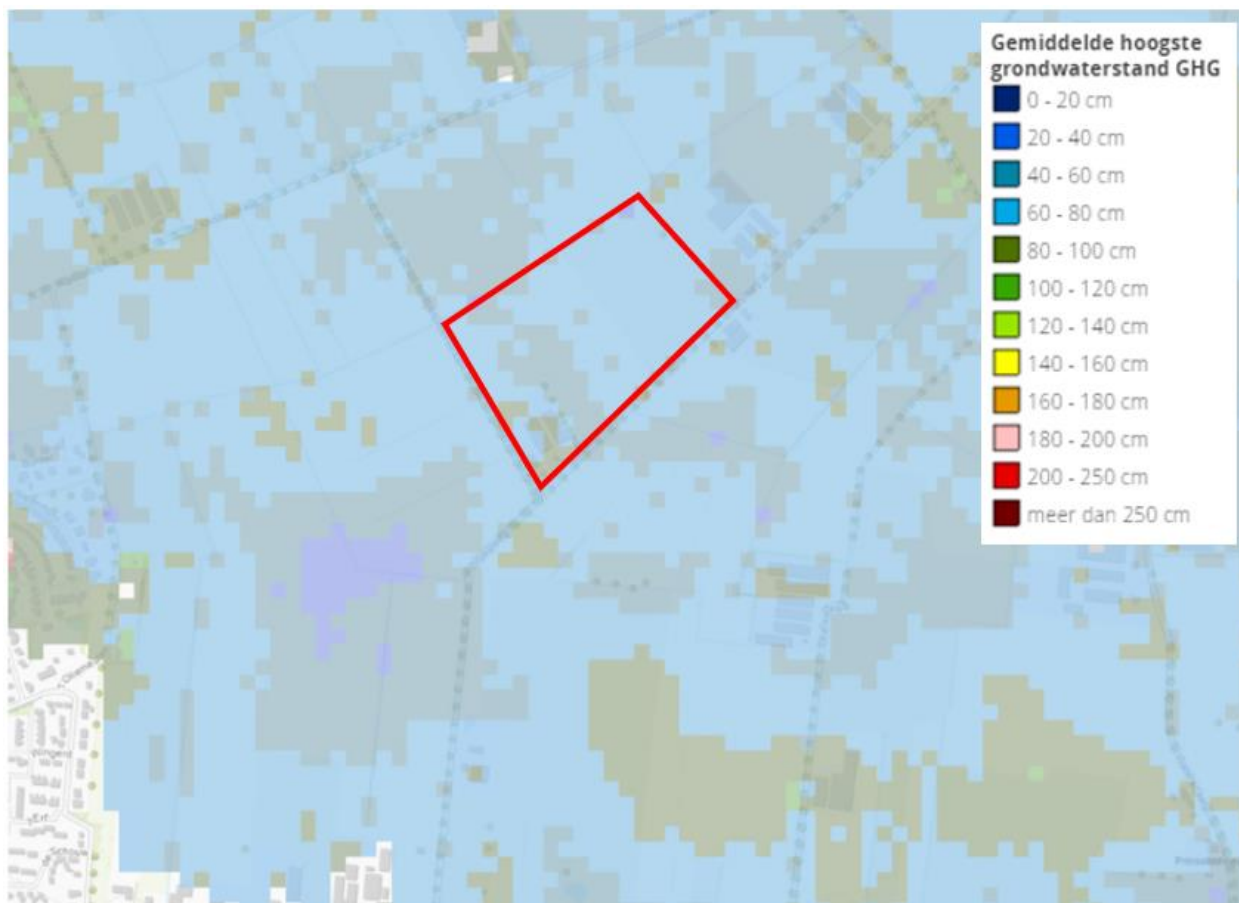 Gemiddelde hoogste
grondwaterstand GHG
0 - 20 cm
20 - 40 cm
40 - 60 cm
60 - 80 cm
80 - 100 cm
100 - 120 cm
120 - 140 cm
140 - 160 cm
160 - 180 cm
180 - 200 cm
200 - 250 cm
meer dan 250 cm